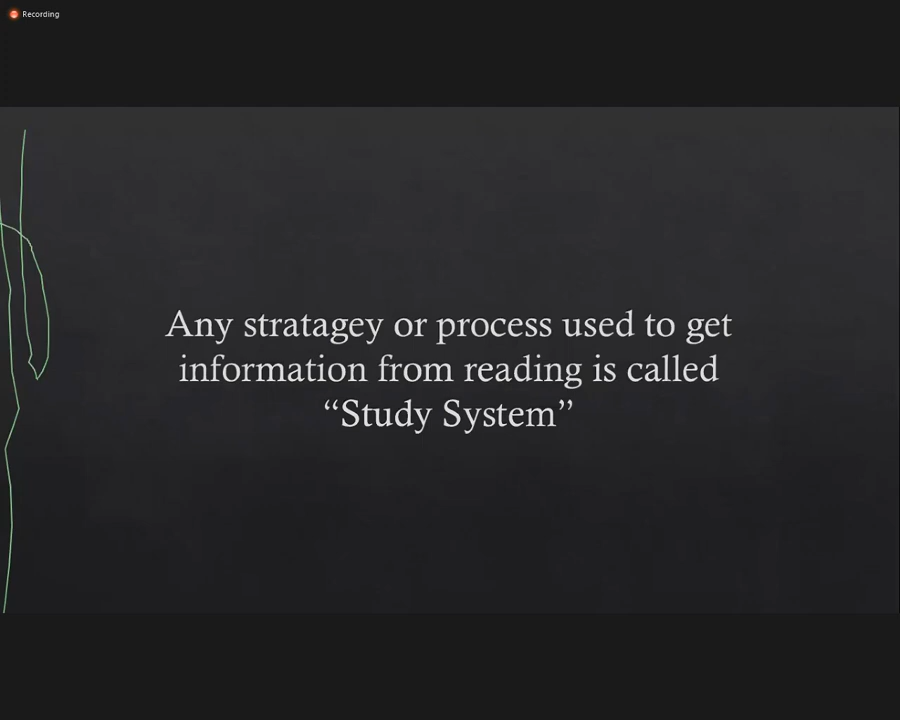 Recording
Any stratagey or process used to get
information from reading is called
“Study System”